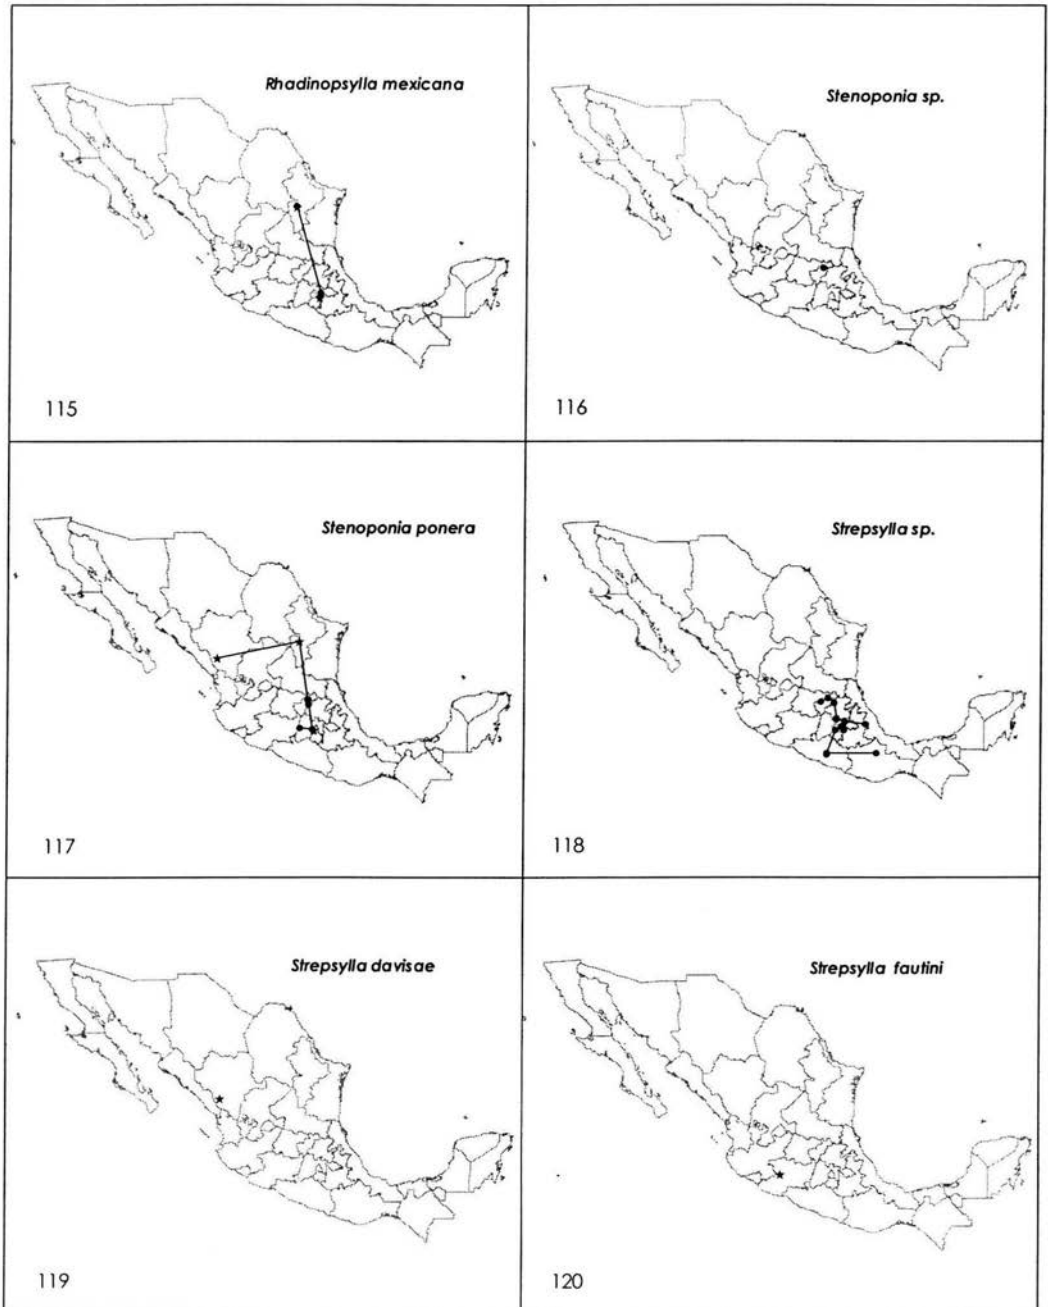 Rhadinopsylla mexicana
115
Stenoponia sp.
116
Stenoponia ponera
117
Strepsylla sp.
118
Strepsylla davisae
119
Strepsylla fautini
120